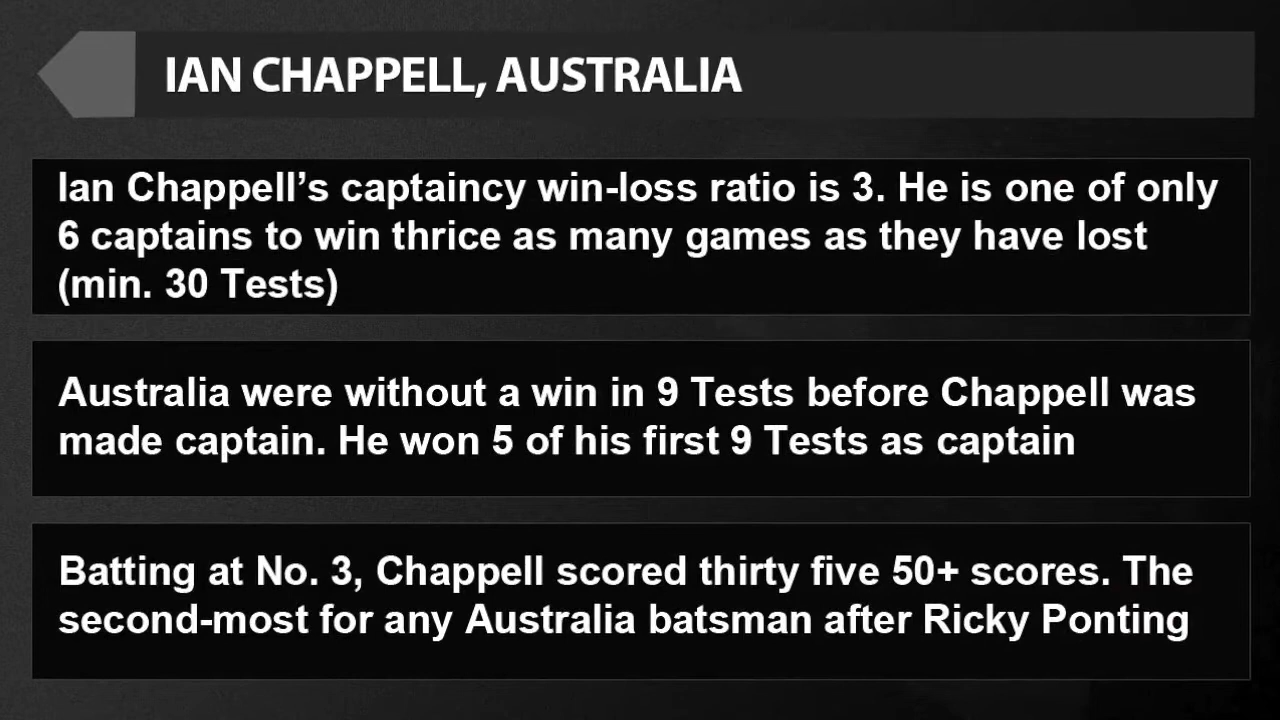 IAN CHAPPELL, AUSTRALIA
Ian Chappell’s captaincy win-loss ratio is 3. He is one of only
6 captains to win thrice as many games as they have lost
(min. 30 Tests)
Australia were without a win in 9 Tests before Chappell was
made captain. He won 5 of his first 9 Tests as captain
Batting at No. 3, Chappell scored thirty five 50+ scores. The
second-most for any Australia batsman after Ricky Ponting